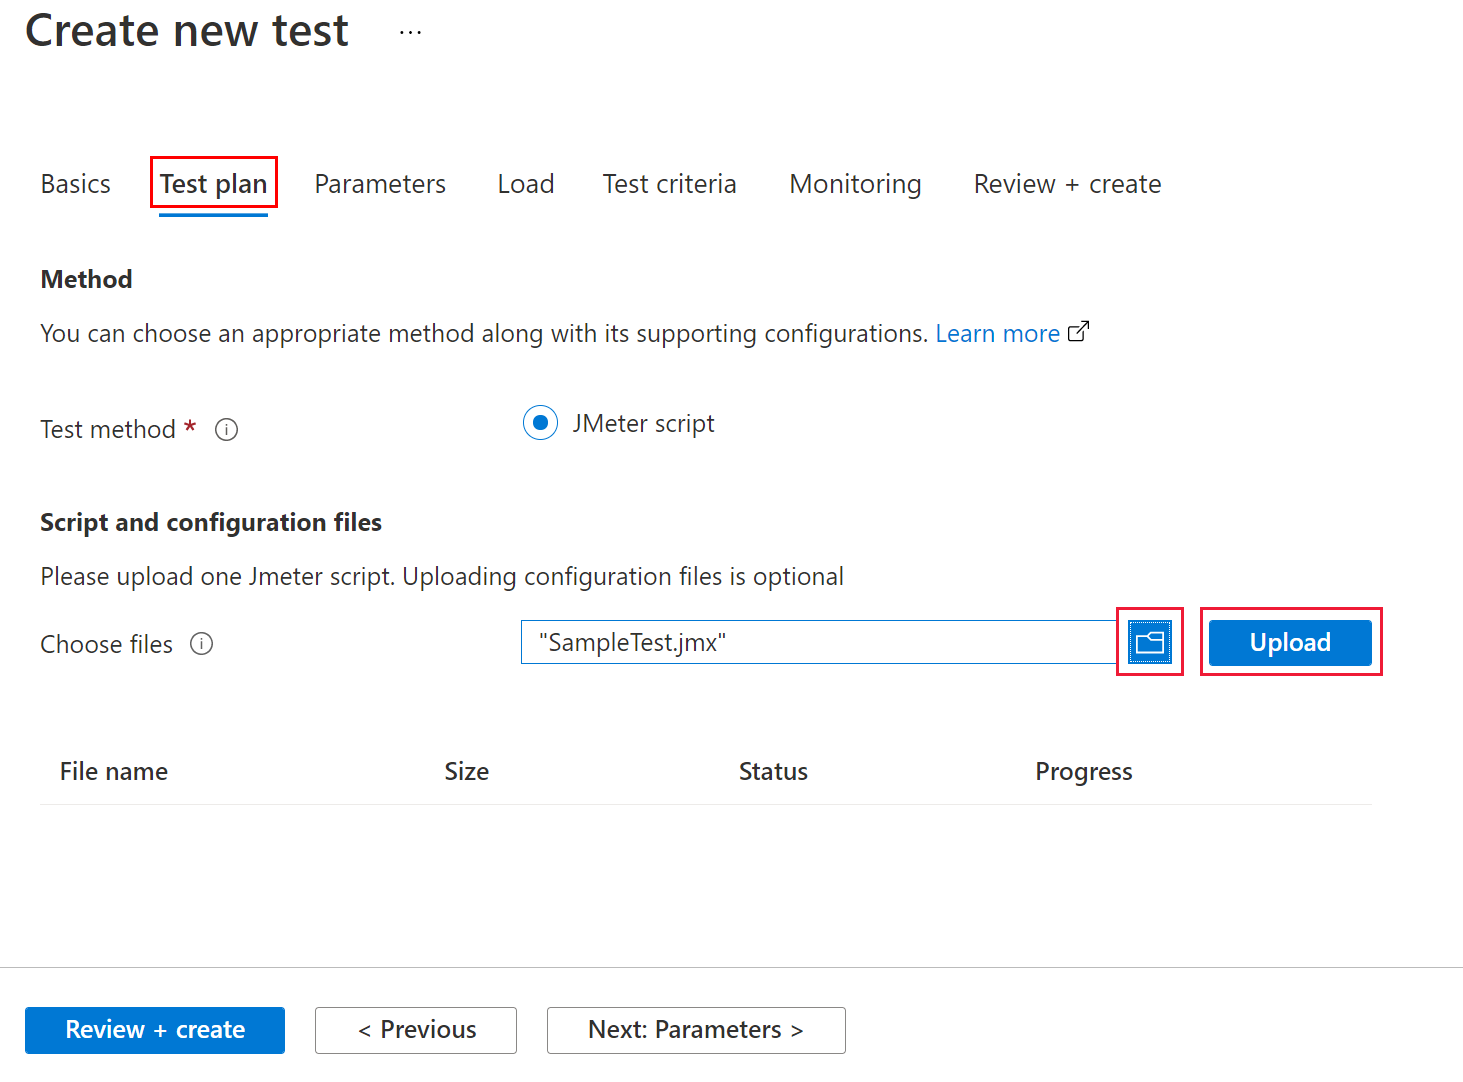 Create new test ...
Basics Test plan Parameters Load Test criteria Monitoring Review + create
Method
You can choose an appropriate method along with its supporting configurations. Learn more
Test method * i JMeter script
Script and configuration files
Please upload one Jmeter script. Uploading configuration files is optional
Choose files i "SampleTest.jmx" Upload
File name Size Status Progress
Review + create < Previous Next: Parameters >